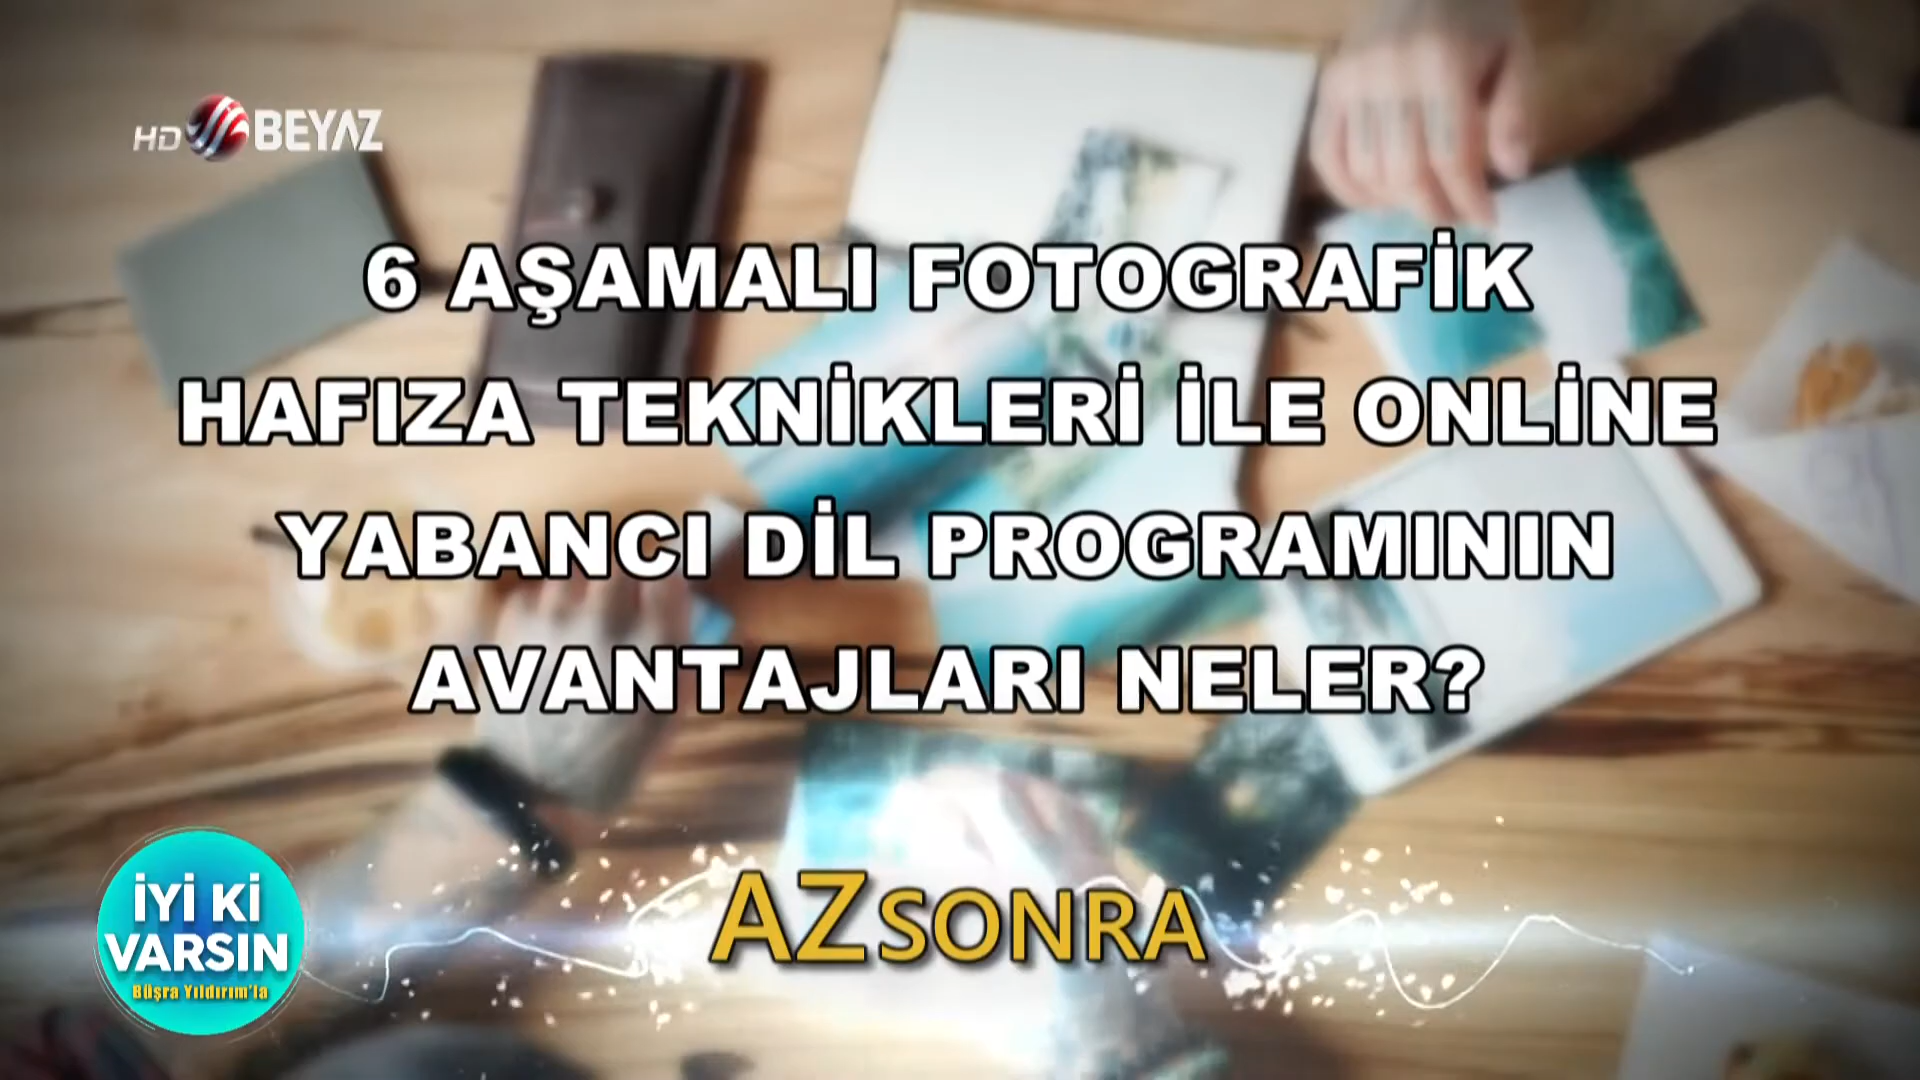 HD BEYAZ
6 AŞAMALI FOTOGRAFİK
HAFIZA TEKNİKLERİ İLE ONLİNE
YABANCI DİL PROGRAMININ
AVANTAJLARI NELER?
AZ SONRA
İYİ Kİ
VARSIN
Büşra Yıldırım'la